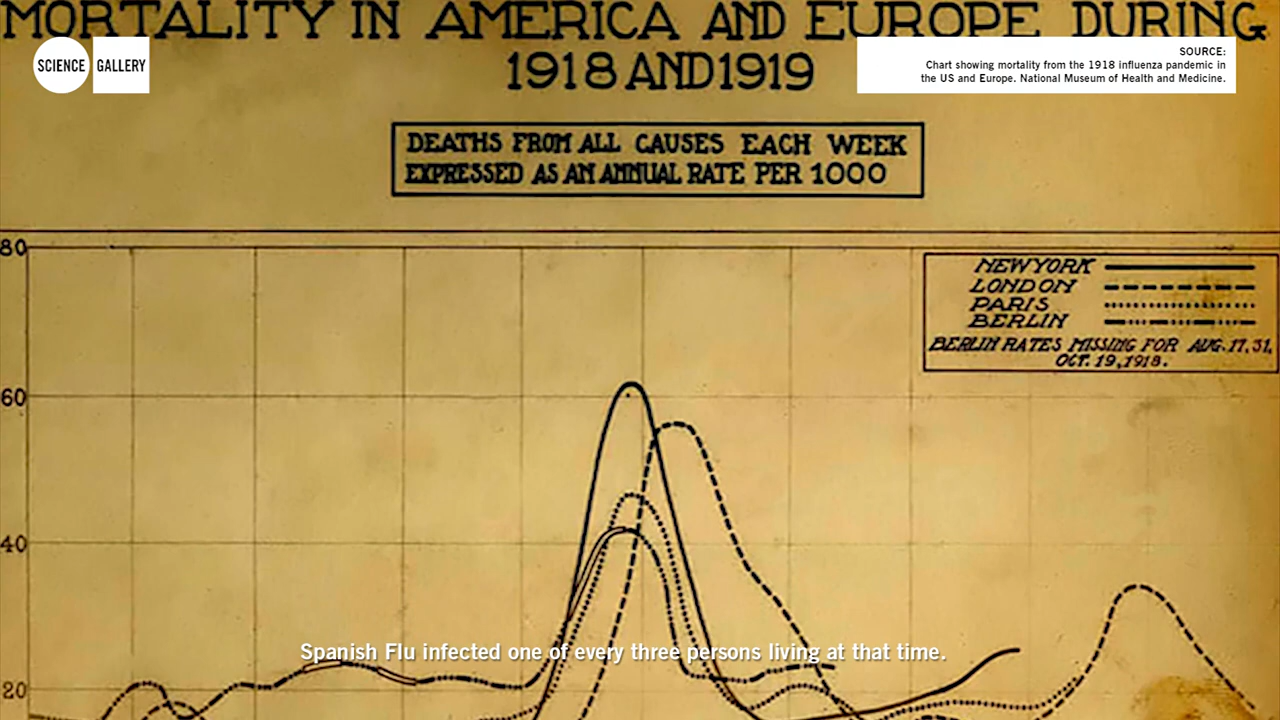 MORTALITY IN AMERICA AND EUROPE DURING
1918 AND 1919
SCIENCE GALLERY
SOURCE:
Chart showing mortality from the 1918 influenza pandemic in
the US and Europe. National Museum of Health and Medicine.
DEATHS FROM ALL CAUSES EACH WEEK
EXPRESSED AS AN ANNUAL RATE PER 1000
80
NEW YORK
LONDON
PARIS
BERLIN
BERLIN RATES MISSING FOR AUG. 17, 31,
OCT. 19, 1918.
60
40
Spanish Flu infected one of every three persons living at that time.
20